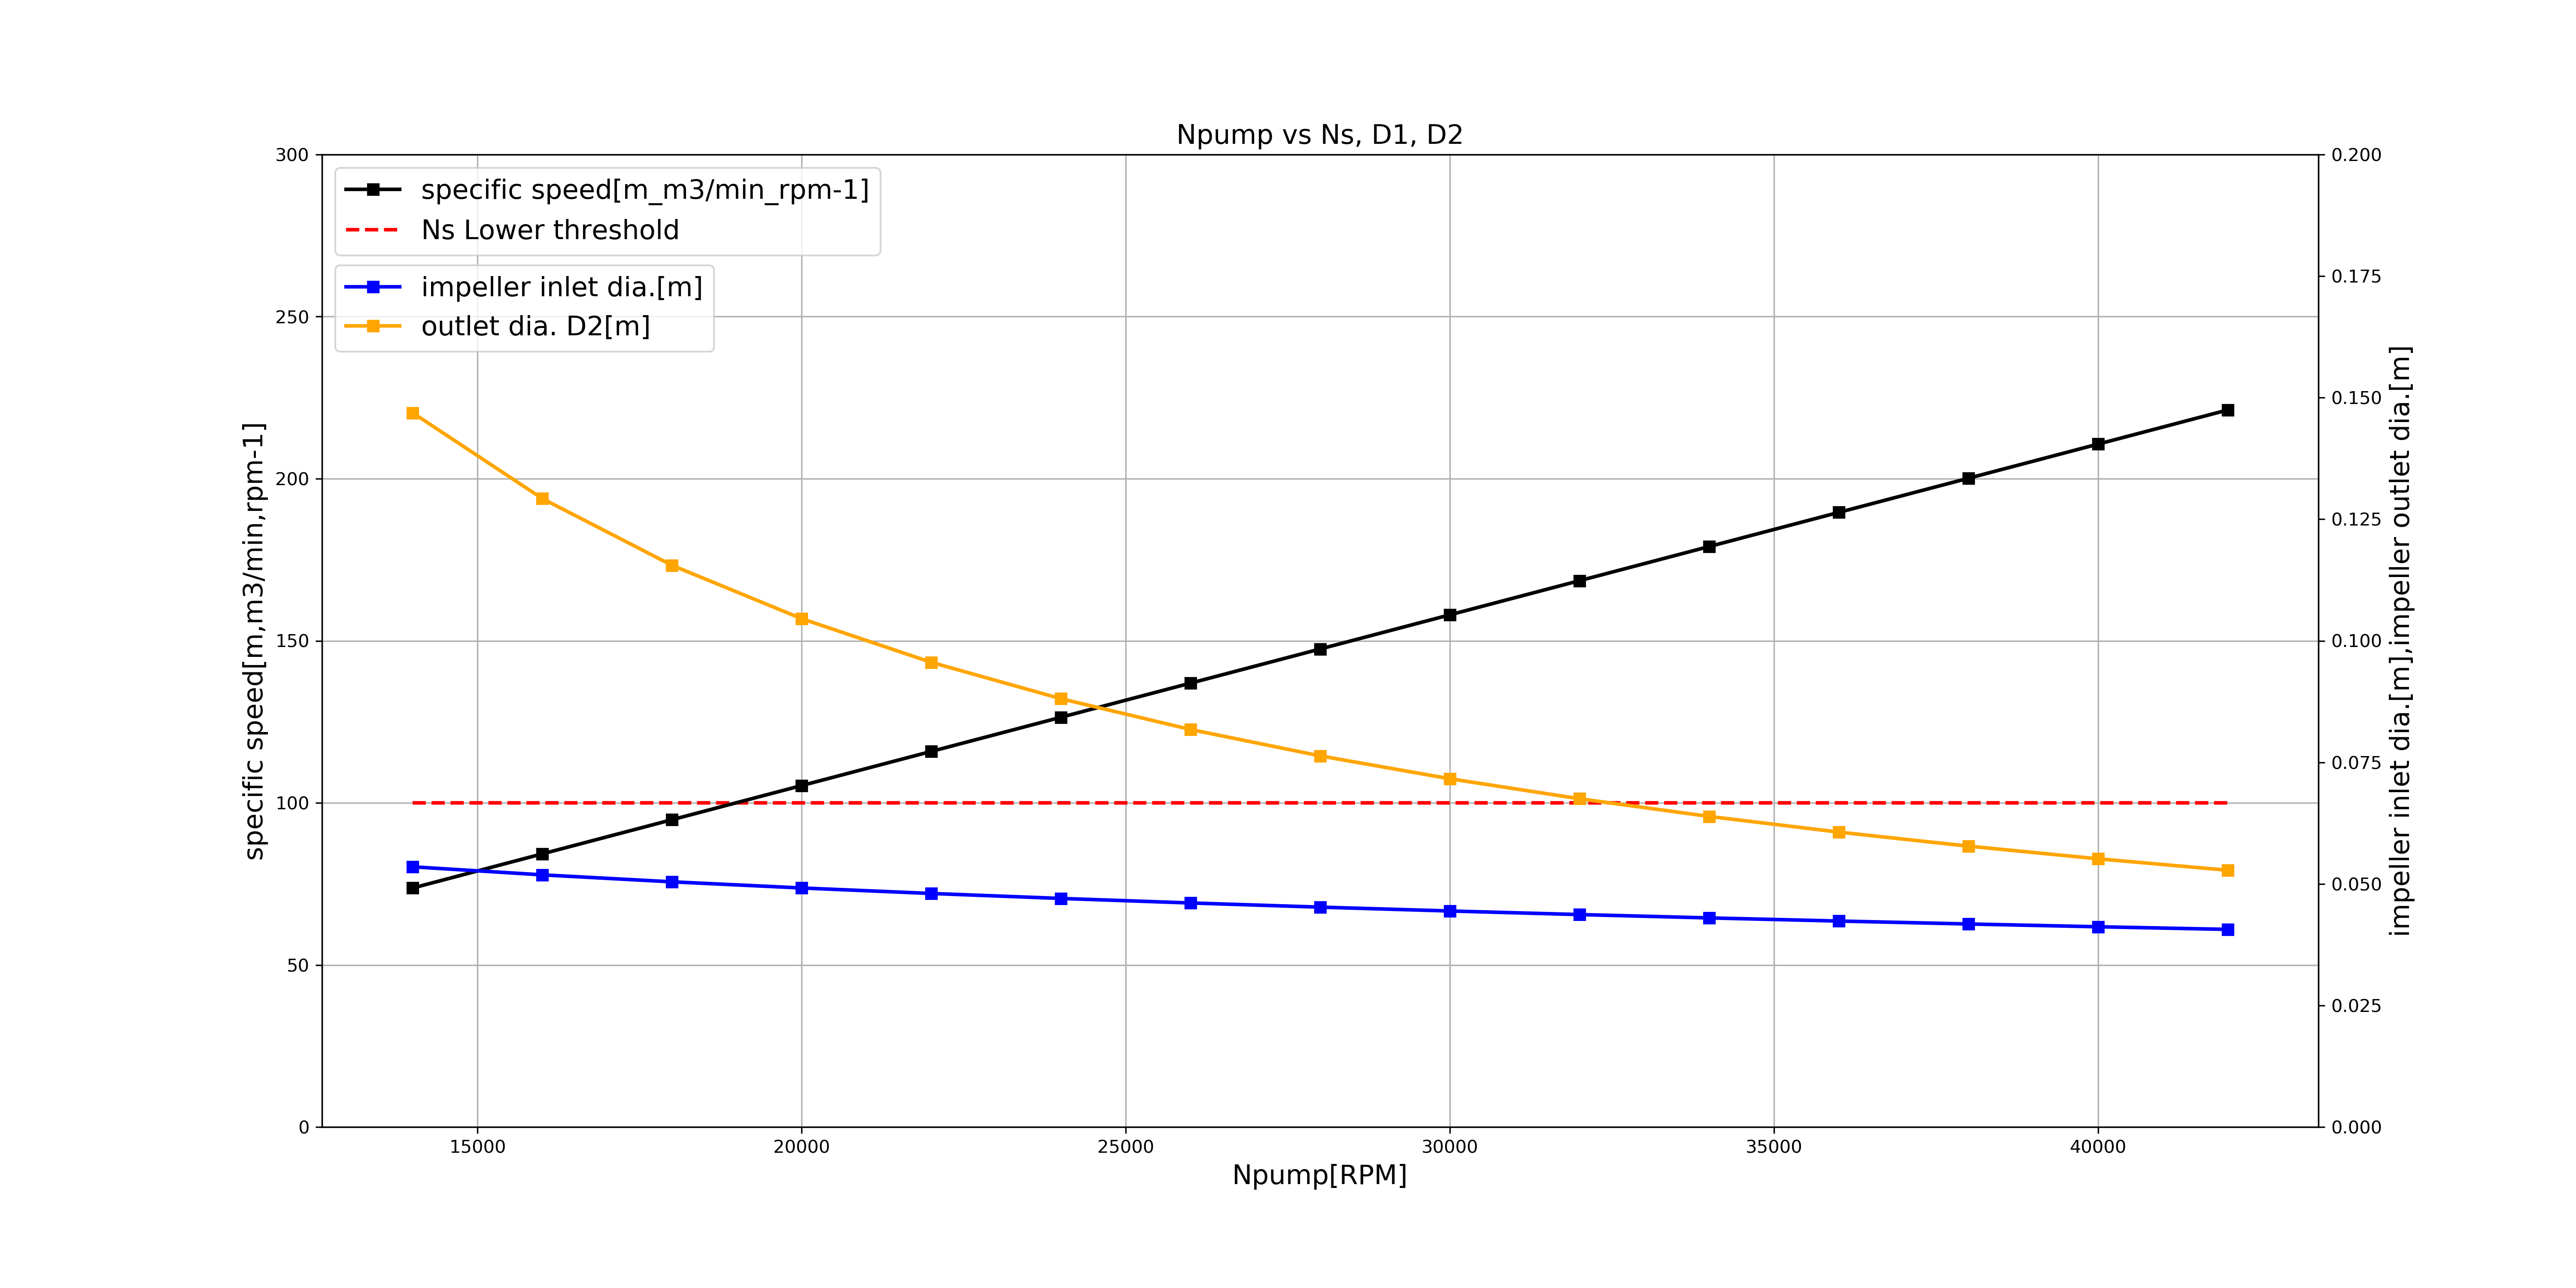 Npump vs Ns, D1, D2
300
250
200
150
100
50
0
specific speed[m,m3/min,rpm-1]
specific speed[m_m3/min_rpm-1]
Ns Lower threshold
impeller inlet dia.[m]
outlet dia. D2[m]
0.200
0.175
0.150
0.125
0.100
0.075
0.050
0.025
0.000
impeller inlet dia.[m],impeller outlet dia.[m]
15000 20000 25000 30000 35000 40000
Npump[RPM]